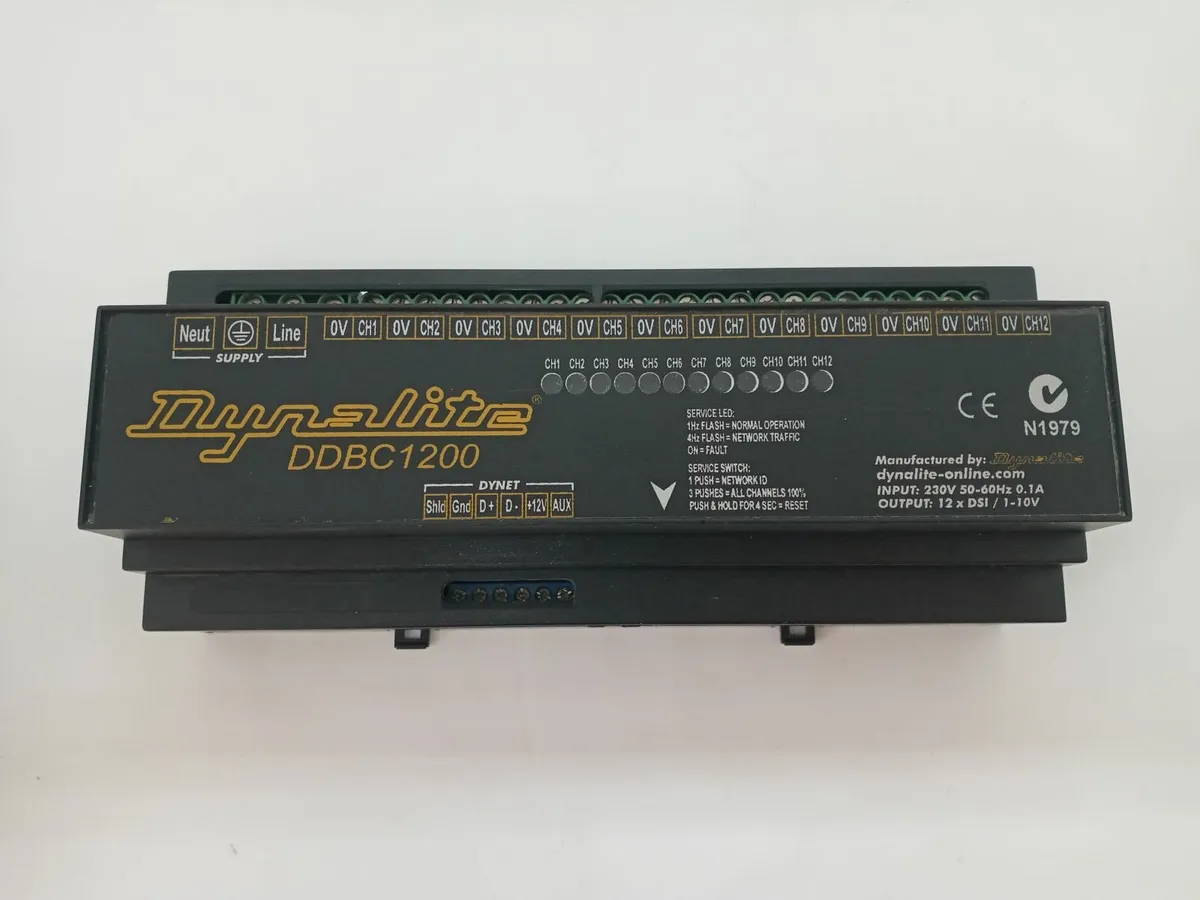 Neut Line 0V CH1 0V CH2 0V CH3 0V CH4 0V CH5 0V CH6 0V CH7 0V CH8 0V CH9 0V CH10 0V CH11 0V CH12
SUPPLY
CH1 CH2 CH3 CH4 CH5 CH6 CH7 CH8 CH9 CH10 CH11 CH12
Dynalite®
DDBC1200
SERVICE LED:
1Hz FLASH = NORMAL OPERATION
4Hz FLASH = NETWORK TRAFFIC
ON = FAULT
SERVICE SWITCH:
1 PUSH = NETWORK ID
3 PUSHES = ALL CHANNELS 100%
PUSH & HOLD FOR 4 SEC = RESET
DYNET
Shld Gnd D+ D- +12V AUX
CE
N1979
Manufactured by: Dynalite
dynalite-online.com
INPUT: 230V 50-60Hz 0.1A
OUTPUT: 12 x DSI / 1-10V